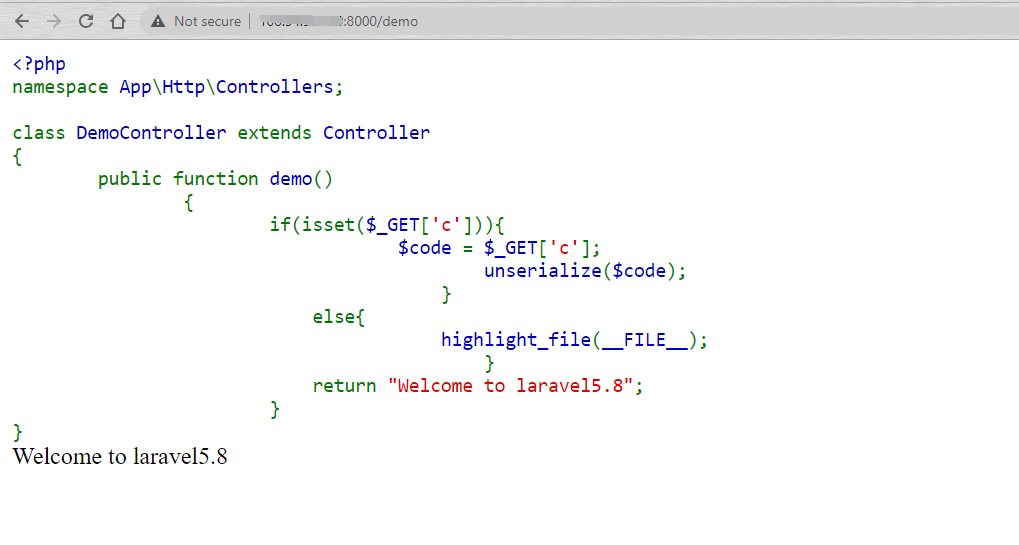 Not secure :8000/demo
<?php
namespace App\Http\Controllers;
class DemoController extends Controller
{
public function demo()
{
if(isset($_GET['c'])){
$code = $_GET['c'];
unserialize($code);
}
else{
highlight_file(__FILE__);
}
return "Welcome to laravel5.8";
}
}
Welcome to laravel5.8